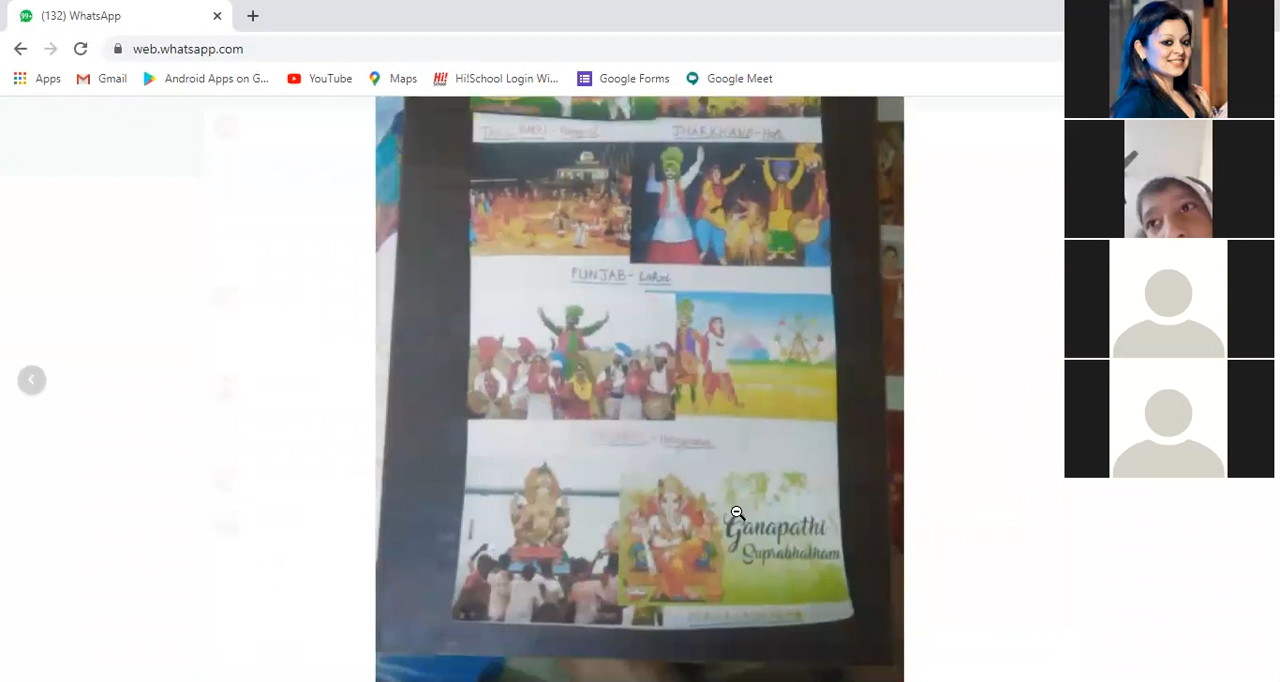 (132) WhatsApp
web.whatsapp.com
Apps Gmail Android Apps on G... YouTube Maps Hi! Hi!School Login Wi... Google Forms Google Meet
JHARKHAND-
PUNJAB-
Ganapathi
Suprabhatham